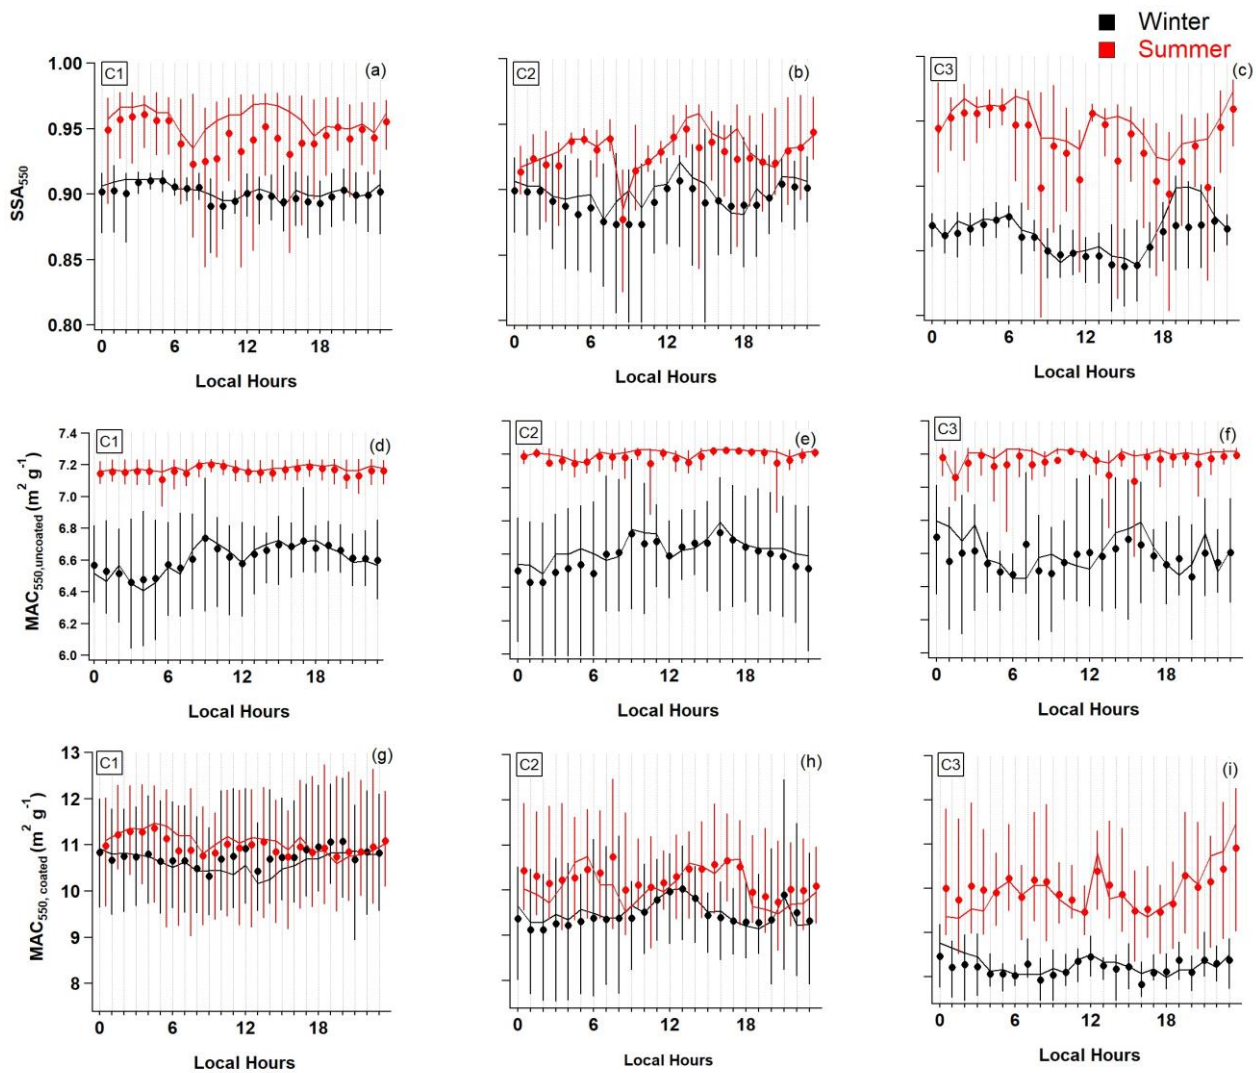 Winter
Summer
C1 (a) C2 (b) C3 (c)
1.00
0.95
0.90
0.85
0.80
SSA550
0 6 18 0 6 18 0 6 12 18
Local Hours Local Hours Local Hours
C1 (d) C2 (e) C3 (f)
7.4
7.2
7.0
6.8
6.6
6.4
6.2
6.0
MAC550,uncoated (m² g⁻¹)
0 6 12 18 0 6 12 18 0 6 12 18
Local Hours Local Hours Local Hours
C1 (g) C2 (h) C3 (i)
13
12
11
10
9
8
MAC550, coated (m² g⁻¹)
0 6 12 18 0 6 12 18 0 6 12 18
Local Hours Local Hours Local Hours